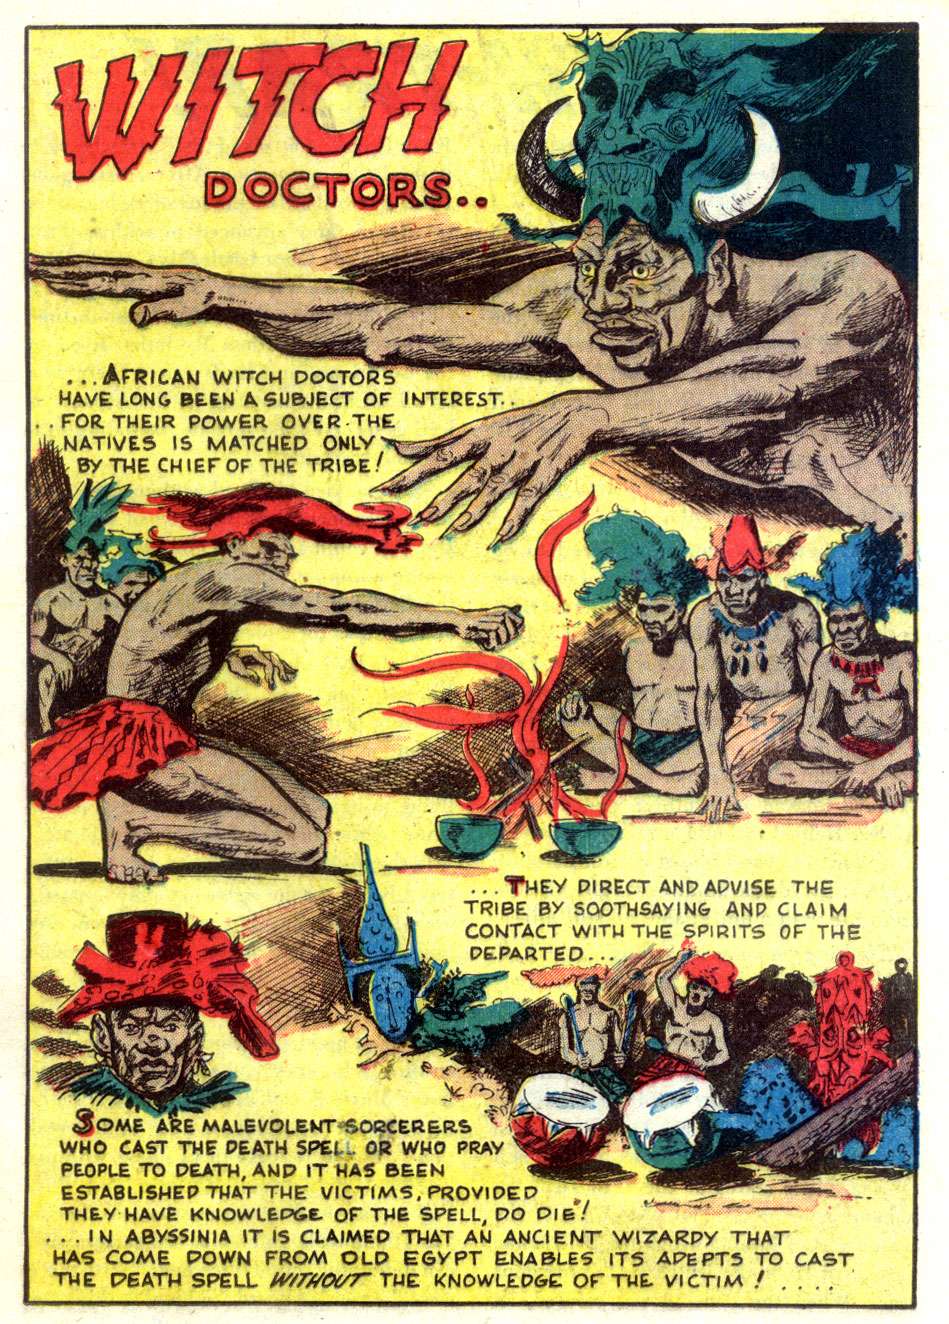 WITCH
DOCTORS..
...AFRICAN WITCH DOCTORS
HAVE LONG BEEN A SUBJECT OF INTEREST..
..FOR THEIR POWER OVER THE
NATIVES IS MATCHED ONLY
BY THE CHIEF OF THE TRIBE!
...THEY DIRECT AND ADVISE THE
TRIBE BY SOOTHSAYING AND CLAIM
CONTACT WITH THE SPIRITS OF THE
DEPARTED...
SOME ARE MALEVOLENT SORCERERS
WHO CAST THE DEATH SPELL OR WHO PRAY
PEOPLE TO DEATH, AND IT HAS BEEN
ESTABLISHED THAT THE VICTIMS, PROVIDED
THEY HAVE KNOWLEDGE OF THE SPELL, DO DIE!
...IN ABYSSINIA IT IS CLAIMED THAT AN ANCIENT WIZARDY THAT
HAS COME DOWN FROM OLD EGYPT ENABLES ITS ADEPTS TO CAST
THE DEATH SPELL WITHOUT THE KNOWLEDGE OF THE VICTIM! ....